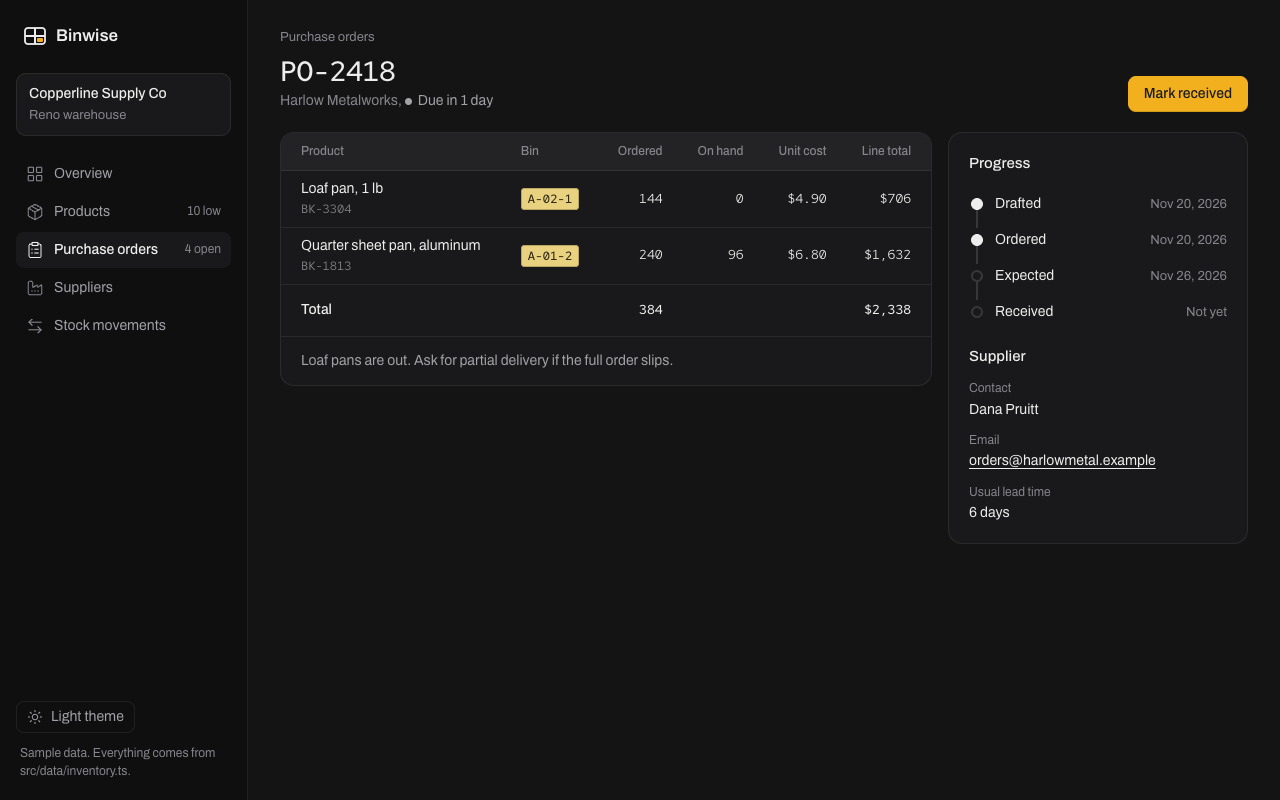 Binwise
Copperline Supply Co
Reno warehouse
Overview
Products 10 low
Purchase orders 4 open
Suppliers
Stock movements
Light theme
Sample data. Everything comes from
src/data/inventory.ts.
Purchase orders
PO-2418
Harlow Metalworks, Due in 1 day
Mark received
Product Bin Ordered On hand Unit cost Line total
Loaf pan, 1 lb
BK-3304
A-02-1 144 0 $4.90 $706
Quarter sheet pan, aluminum
BK-1813
A-01-2 240 96 $6.80 $1,632
Total 384 $2,338
Loaf pans are out. Ask for partial delivery if the full order slips.
Progress
Drafted Nov 20, 2026
Ordered Nov 20, 2026
Expected Nov 26, 2026
Received Not yet
Supplier
Contact
Dana Pruitt
Email
orders@harlowmetal.example
Usual lead time
6 days